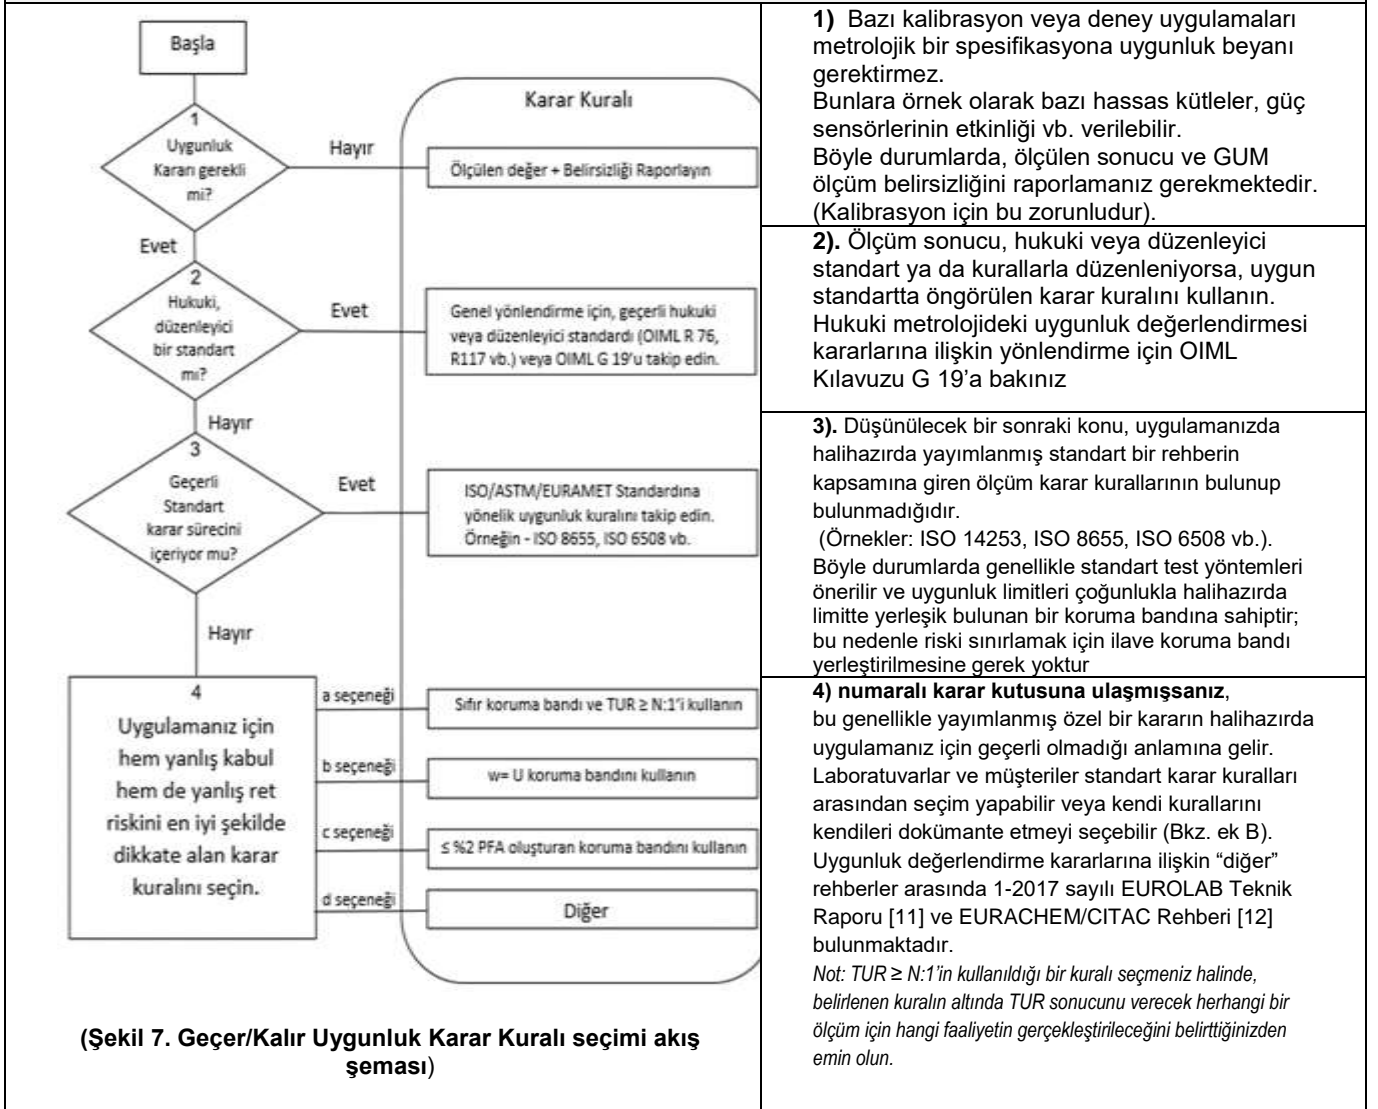 Başla
Karar Kuralı
1
Uygunluk
Kararı gerekli
mi?
Hayır
Ölçülen değer + Belirsizliği Raporlayın
Evet
2
Hukuki,
düzenleyici
bir standart
mı?
Evet
Genel yönlendirme için, geçerli hukuki
veya düzenleyici standardı (OIML R 76,
R117 vb.) veya OIML G 19'u takip edin.
Hayır
3
Geçerli
Standart
karar sürecini
içeriyor mu?
Evet
ISO/ASTM/EURAMET Standardına
yönelik uygunluk kuralını takip edin.
Örneğin - ISO 8655, ISO 6508 vb.
Hayır
4
Uygulamanız için
hem yanlış kabul
hem de yanlış ret
riskini en iyi şekilde
dikkate alan karar
kuralını seçin.
a seçeneği
Sıfır koruma bandı ve TUR ≥ N:1'i kullanın
b seçeneği
w= U koruma bandını kullanın
c seçeneği
≤ %2 PFA oluşturan koruma bandını kullanın
d seçeneği
Diğer
(Şekil 7. Geçer/Kalır Uygunluk Karar Kuralı seçimi akış
şeması)
1) Bazı kalibrasyon veya deney uygulamaları
metrolojik bir spesifikasyona uygunluk beyanı
gerektirmez.
Bunlara örnek olarak bazı hassas kütleler, güç
sensörlerinin etkinliği vb. verilebilir.
Böyle durumlarda, ölçülen sonucu ve GUM
ölçüm belirsizliğini raporlamanız gerekmektedir.
(Kalibrasyon için bu zorunludur).
2). Ölçüm sonucu, hukuki veya düzenleyici
standart ya da kurallarla düzenleniyorsa, uygun
standartta öngörülen karar kuralını kullanın.
Hukuki metrolojideki uygunluk değerlendirmesi
kararlarına ilişkin yönlendirme için OIML
Kılavuzu G 19'a bakınız
3). Düşünülecek bir sonraki konu, uygulamanızda
halihazırda yayımlanmış standart bir rehberin
kapsamına giren ölçüm karar kurallarının bulunup
bulunmadığıdır.
(Örnekler: ISO 14253, ISO 8655, ISO 6508 vb.).
Böyle durumlarda genellikle standart test yöntemleri
önerilir ve uygunluk limitleri çoğunlukla halihazırda
limitte yerleşik bulunan bir koruma bandına sahiptir;
bu nedenle riski sınırlamak için ilave koruma bandı
yerleştirilmesine gerek yoktur
4) numaralı karar kutusuna ulaşmışsanız,
bu genellikle yayımlanmış özel bir kararın halihazırda
uygulamanız için geçerli olmadığı anlamına gelir.
Laboratuvarlar ve müşteriler standart karar kuralları
arasından seçim yapabilir veya kendi kurallarını
kendileri dokümante etmeyi seçebilir (Bkz. ek B).
Uygunluk değerlendirme kararlarına ilişkin “diğer”
rehberler arasında 1-2017 sayılı EUROLAB Teknik
Raporu [11] ve EURACHEM/CITAC Rehberi [12]
bulunmaktadır.
Not: TUR ≥ N:1'in kullanıldığı bir kuralı seçmeniz halinde,
belirlenen kuralın altında TUR sonucunu verecek herhangi bir
ölçüm için hangi faaliyetin gerçekleştirileceğini belirttiğinizden
emin olun.